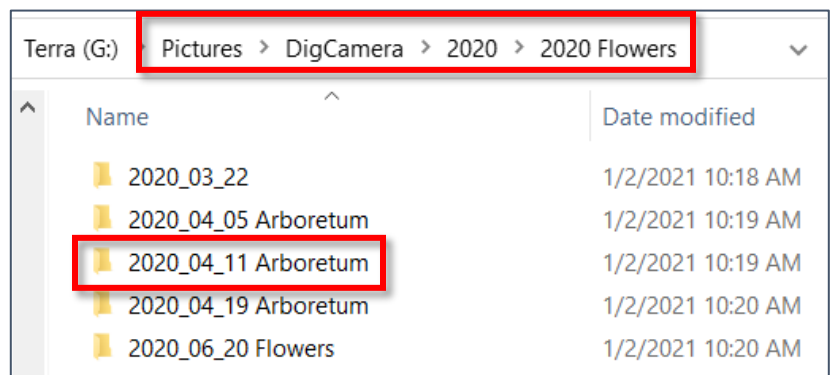 Terra (G:) > Pictures > DigCamera > 2020 > 2020 Flowers
Name Date modified
2020_03_22 1/2/2021 10:18 AM
2020_04_05 Arboretum 1/2/2021 10:19 AM
2020_04_11 Arboretum 1/2/2021 10:19 AM
2020_04_19 Arboretum 1/2/2021 10:20 AM
2020_06_20 Flowers 1/2/2021 10:20 AM